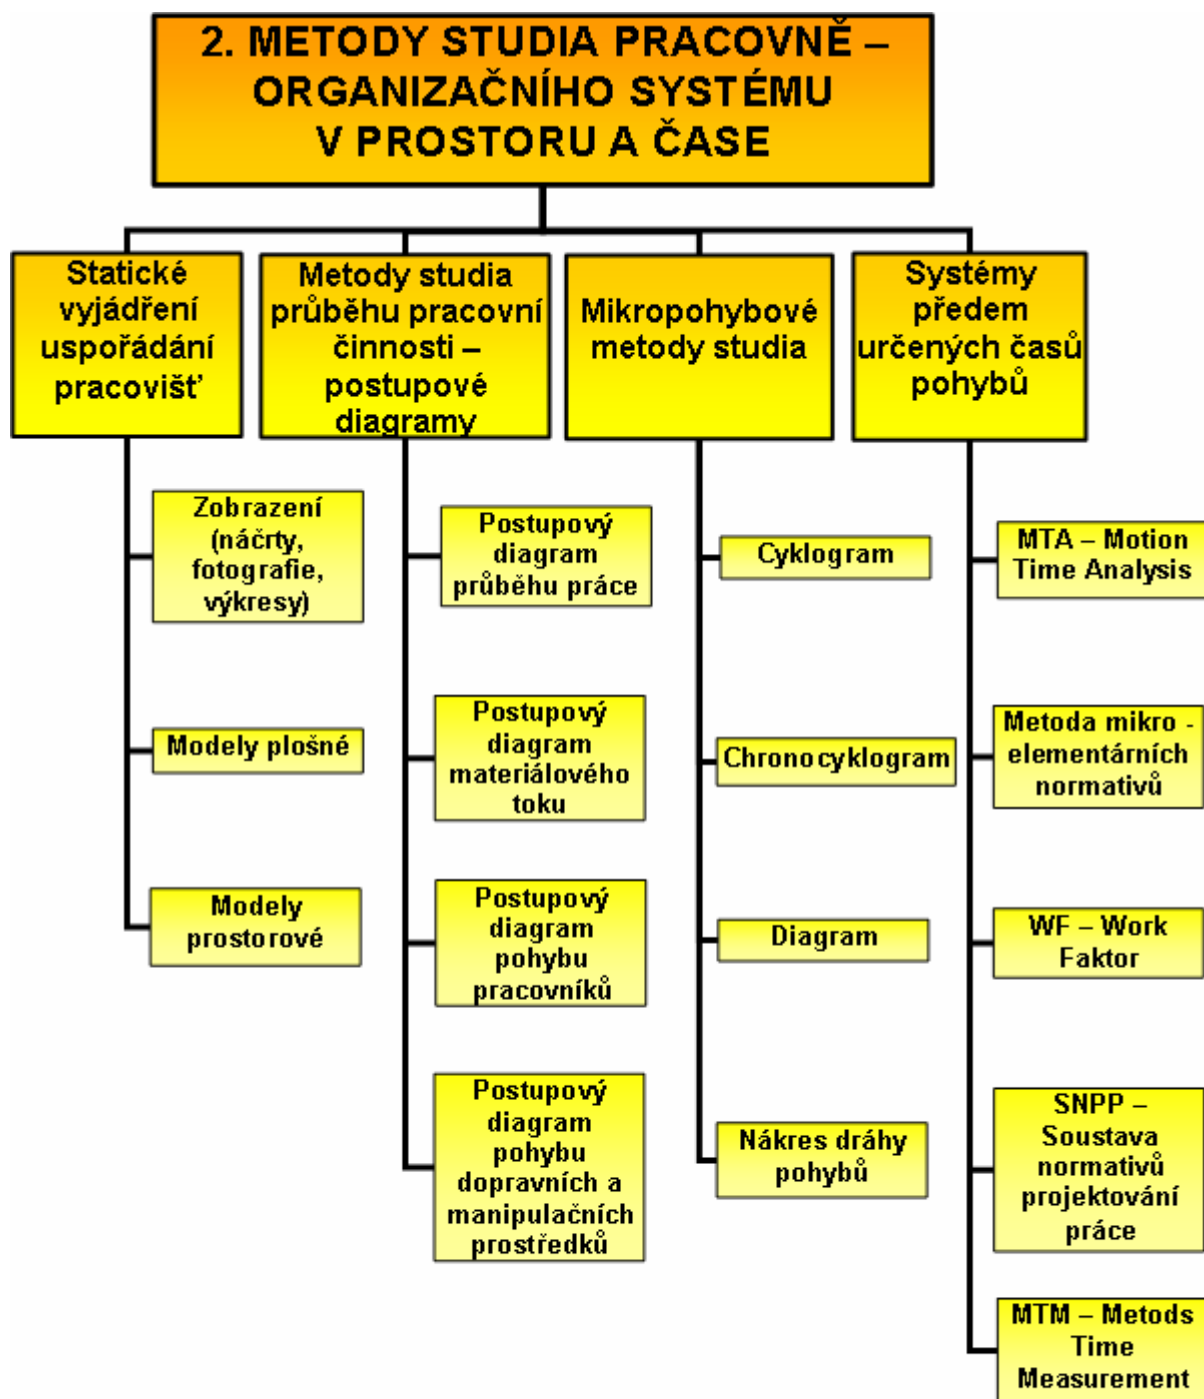 2. METODY STUDIA PRACOVNĚ –
ORGANIZAČNÍHO SYSTÉMU
V PROSTORU A ČASE
Statické
vyjádření
uspořádání
pracovišť
Zobrazení
(náčrty,
fotografie,
výkresy)
Modely plošné
Modely
prostorové
Metody studia
průběhu pracovní
činnosti –
postupové
diagramy
Postupový
diagram
průběhu práce
Postupový
diagram
materiálového
toku
Postupový
diagram
pohybu
pracovníků
Postupový
diagram
pohybu
dopravních a
manipulačních
prostředků
Mikropohybové
metody studia
Cyklogram
Chronocyklogram
Diagram
Nákres dráhy
pohybů
Systémy
předem
určených časů
pohybů
MTA – Motion
Time Analysis
Metoda mikro -
elementárních
normativů
WF – Work
Faktor
SNPP –
Soustava
normativů
projektování
práce
MTM – Metods
Time
Measurement